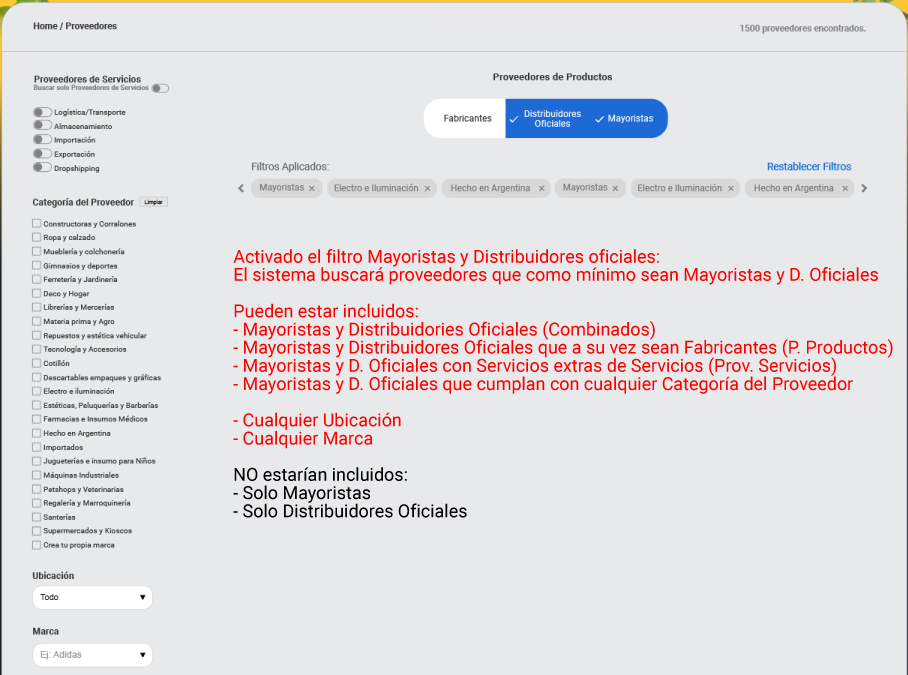 Home / Proveedores
1500 proveedores encontrados.
Proveedores de Servicios
Buscar solo Proveedores de Servicios
Logística/Transporte
Almacenamiento
Importación
Exportación
Dropshipping
Categoría del Proveedor Limpiar
Constructoras y Corralones
Ropa y calzado
Mueblería y colchonería
Gimnasios y deportes
Ferretería y Jardinería
Deco y Hogar
Librerías y Mercerías
Materia prima y Agro
Repuestos y estética vehicular
Tecnología y Accesorios
Cotillón
Descartables empaques y gráficas
Electro e iluminación
Estéticas, Peluquerías y Barberías
Farmacias e Insumos Médicos
Hecho en Argentina
Importados
Jugueterías e insumo para Niños
Máquinas Industriales
Petshops y Veterinarias
Regalería y Marroquinería
Santerías
Supermercados y Kioscos
Crea tu propia marca
Ubicación
Todo
Marca
Ej: Adidas
Proveedores de Productos
Fabricantes
Distribuidores
Oficiales
Mayoristas
Filtros Aplicados:
Restablecer Filtros
Mayoristas × Electro e Iluminación × Hecho en Argentina × Mayoristas × Electro e Iluminación × Hecho en Argentina ×
Activado el filtro Mayoristas y Distribuidores oficiales:
El sistema buscará proveedores que como mínimo sean Mayoristas y D. Oficiales
Pueden estar incluidos:
- Mayoristas y Distribuidories Oficiales (Combinados)
- Mayoristas y Distribuidores Oficiales que a su vez sean Fabricantes (P. Productos)
- Mayoristas y D. Oficiales con Servicios extras de Servicios (Prov. Servicios)
- Mayoristas y D. Oficiales que cumplan con cualquier Categoría del Proveedor
- Cualquier Ubicación
- Cualquier Marca
NO estarían incluidos:
- Solo Mayoristas
- Solo Distribuidores Oficiales